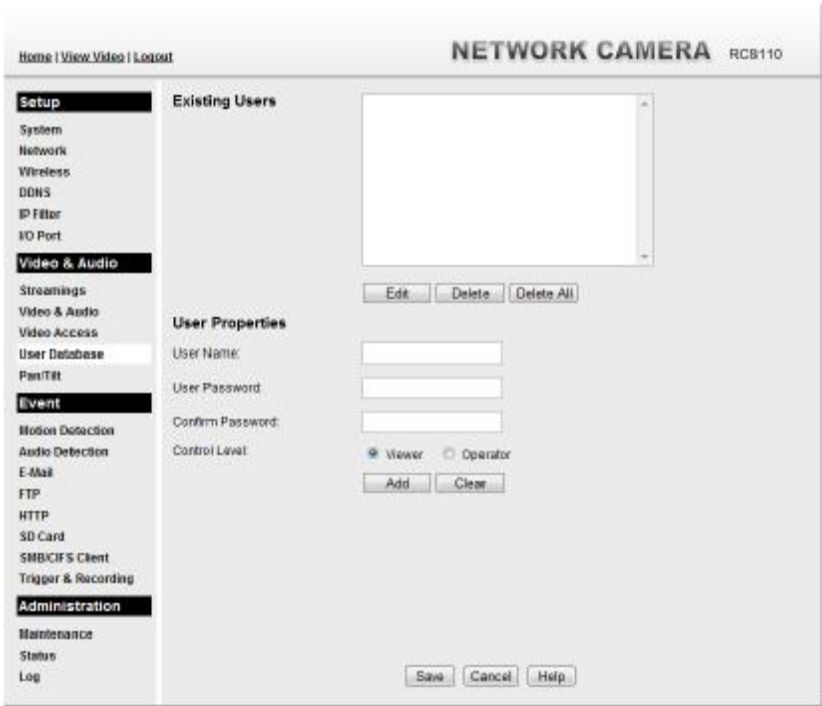 Home | View Video | Logout
NETWORK CAMERA RC8110
Setup
System
Network
Wireless
DDNS
IP Filter
I/O Port
Video & Audio
Streamings
Video & Audio
Video Access
User Database
Pan/Tilt
Event
Motion Detection
Audio Detection
E-Mail
FTP
HTTP
SD Card
SMB/CIFS Client
Trigger & Recording
Administration
Maintenance
Status
Log
Existing Users
Edit Delete Delete All
User Properties
User Name:
User Password:
Confirm Password:
Control Level: Viewer Operator
Add Clear
Save Cancel Help